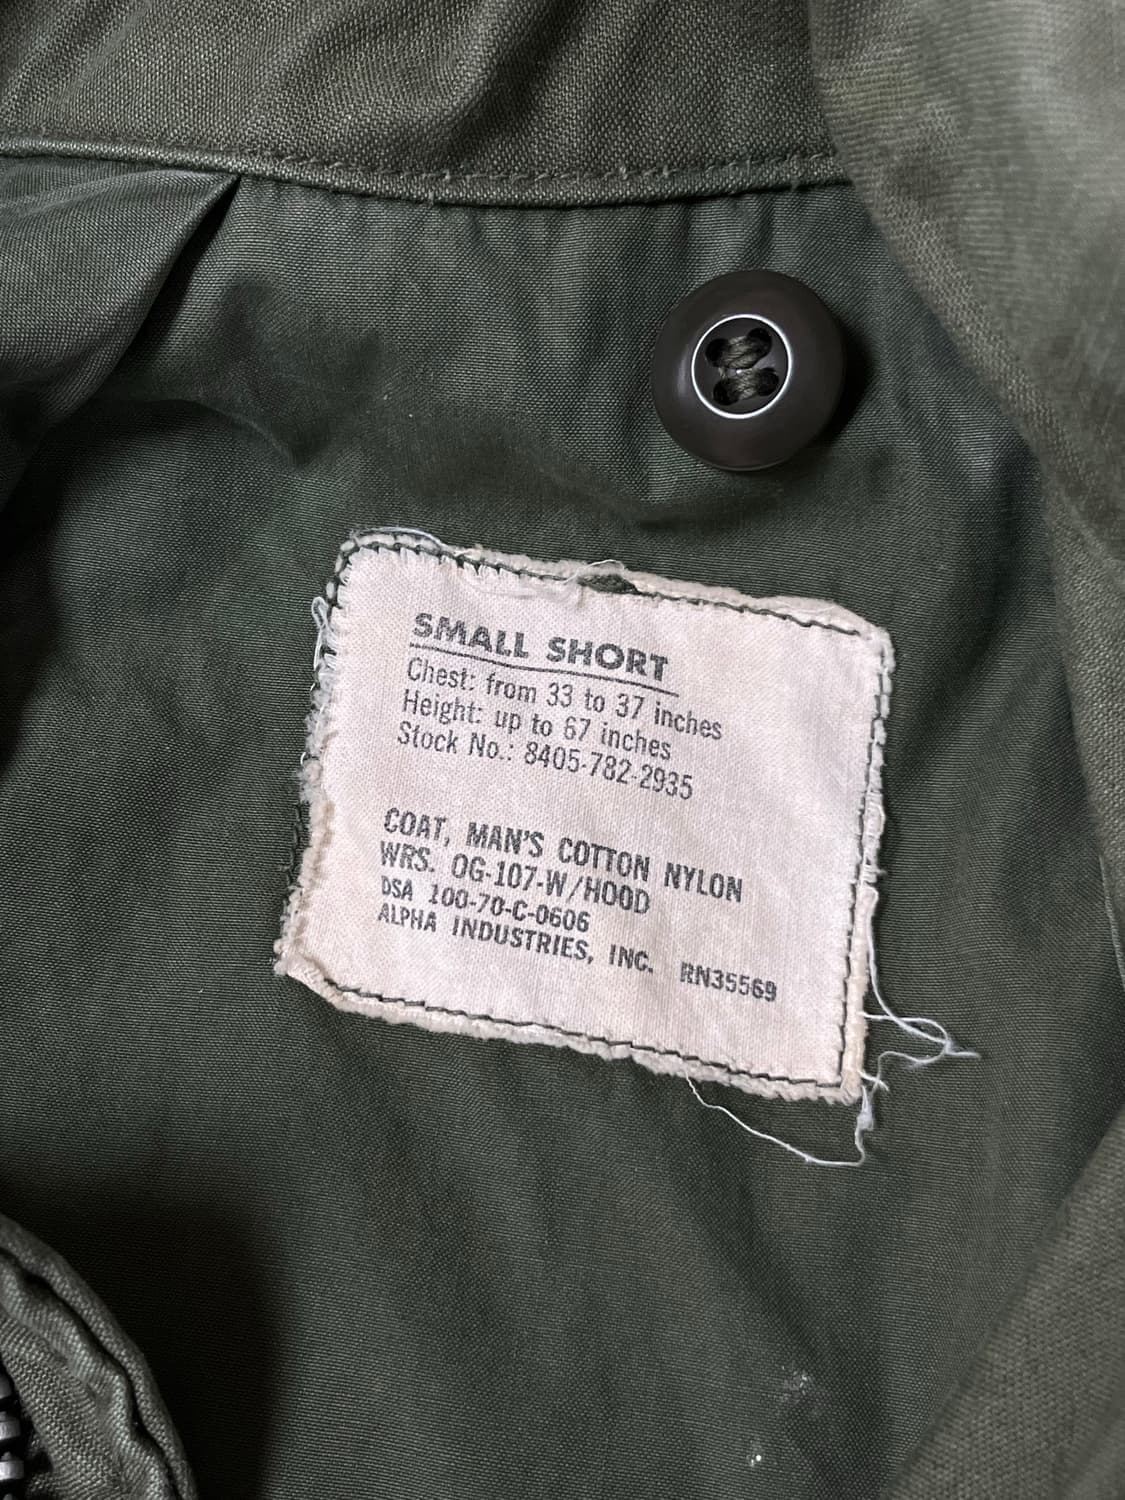 SMALL SHORT
Chest: from 33 to 37 inches
Height: up to 67 inches
Stock No.: 8405-782-2935
COAT, MAN'S COTTON NYLON
WRS. OG-107-W/HOOD
DSA 100-70-C-0606
ALPHA INDUSTRIES, INC. RN35569